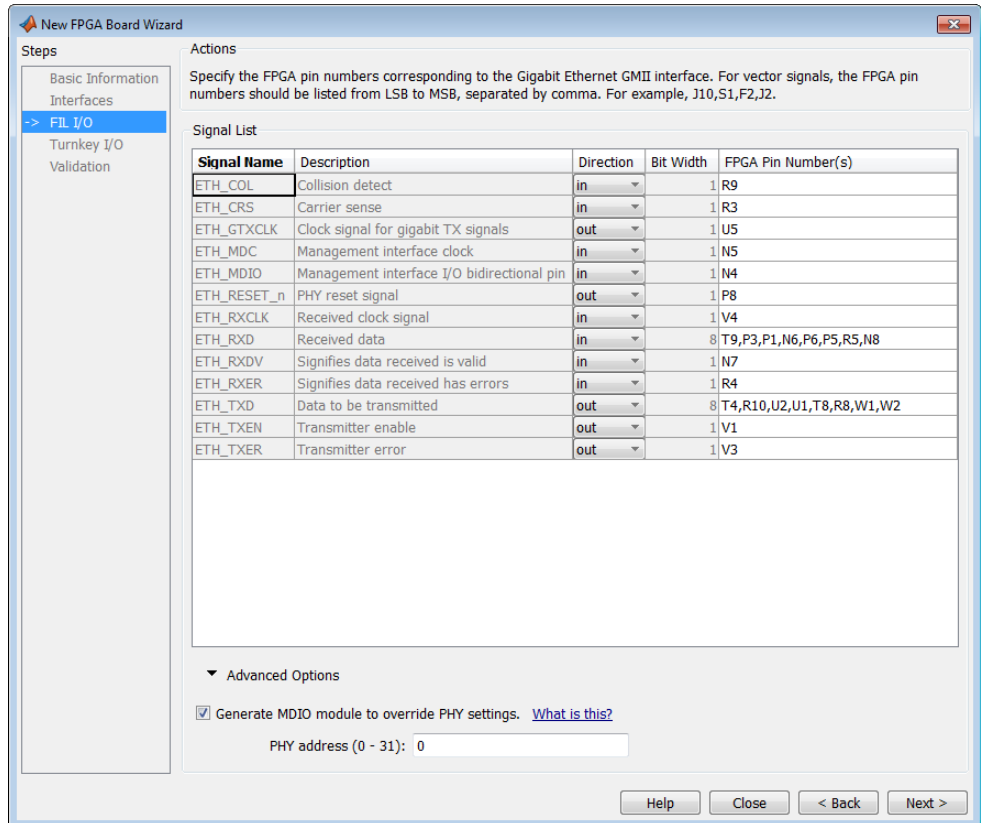 New FPGA Board Wizard
Steps
Basic Information
Interfaces
-> FIL I/O
Turnkey I/O
Validation
Actions
Specify the FPGA pin numbers corresponding to the Gigabit Ethernet GMII interface. For vector signals, the FPGA pin
numbers should be listed from LSB to MSB, separated by comma. For example, J10,S1,F2,J2.
Signal List
Signal Name Description Direction Bit Width FPGA Pin Number(s)
ETH_COL Collision detect in 1 R9
ETH_CRS Carrier sense in 1 R3
ETH_GTXCLK Clock signal for gigabit TX signals out 1 U5
ETH_MDC Management interface clock in 1 N5
ETH_MDIO Management interface I/O bidirectional pin in 1 N4
ETH_RESET_n PHY reset signal out 1 P8
ETH_RXCLK Received clock signal in 1 V4
ETH_RXD Received data in 8 T9,P3,P1,N6,P6,P5,R5,N8
ETH_RXDV Signifies data received is valid in 1 N7
ETH_RXER Signifies data received has errors in 1 R4
ETH_TXD Data to be transmitted out 8 T4,R10,U2,U1,T8,R8,W1,W2
ETH_TXEN Transmitter enable out 1 V1
ETH_TXER Transmitter error out 1 V3
Advanced Options
Generate MDIO module to override PHY settings. What is this?
PHY address (0 - 31): 0
Help Close < Back Next >